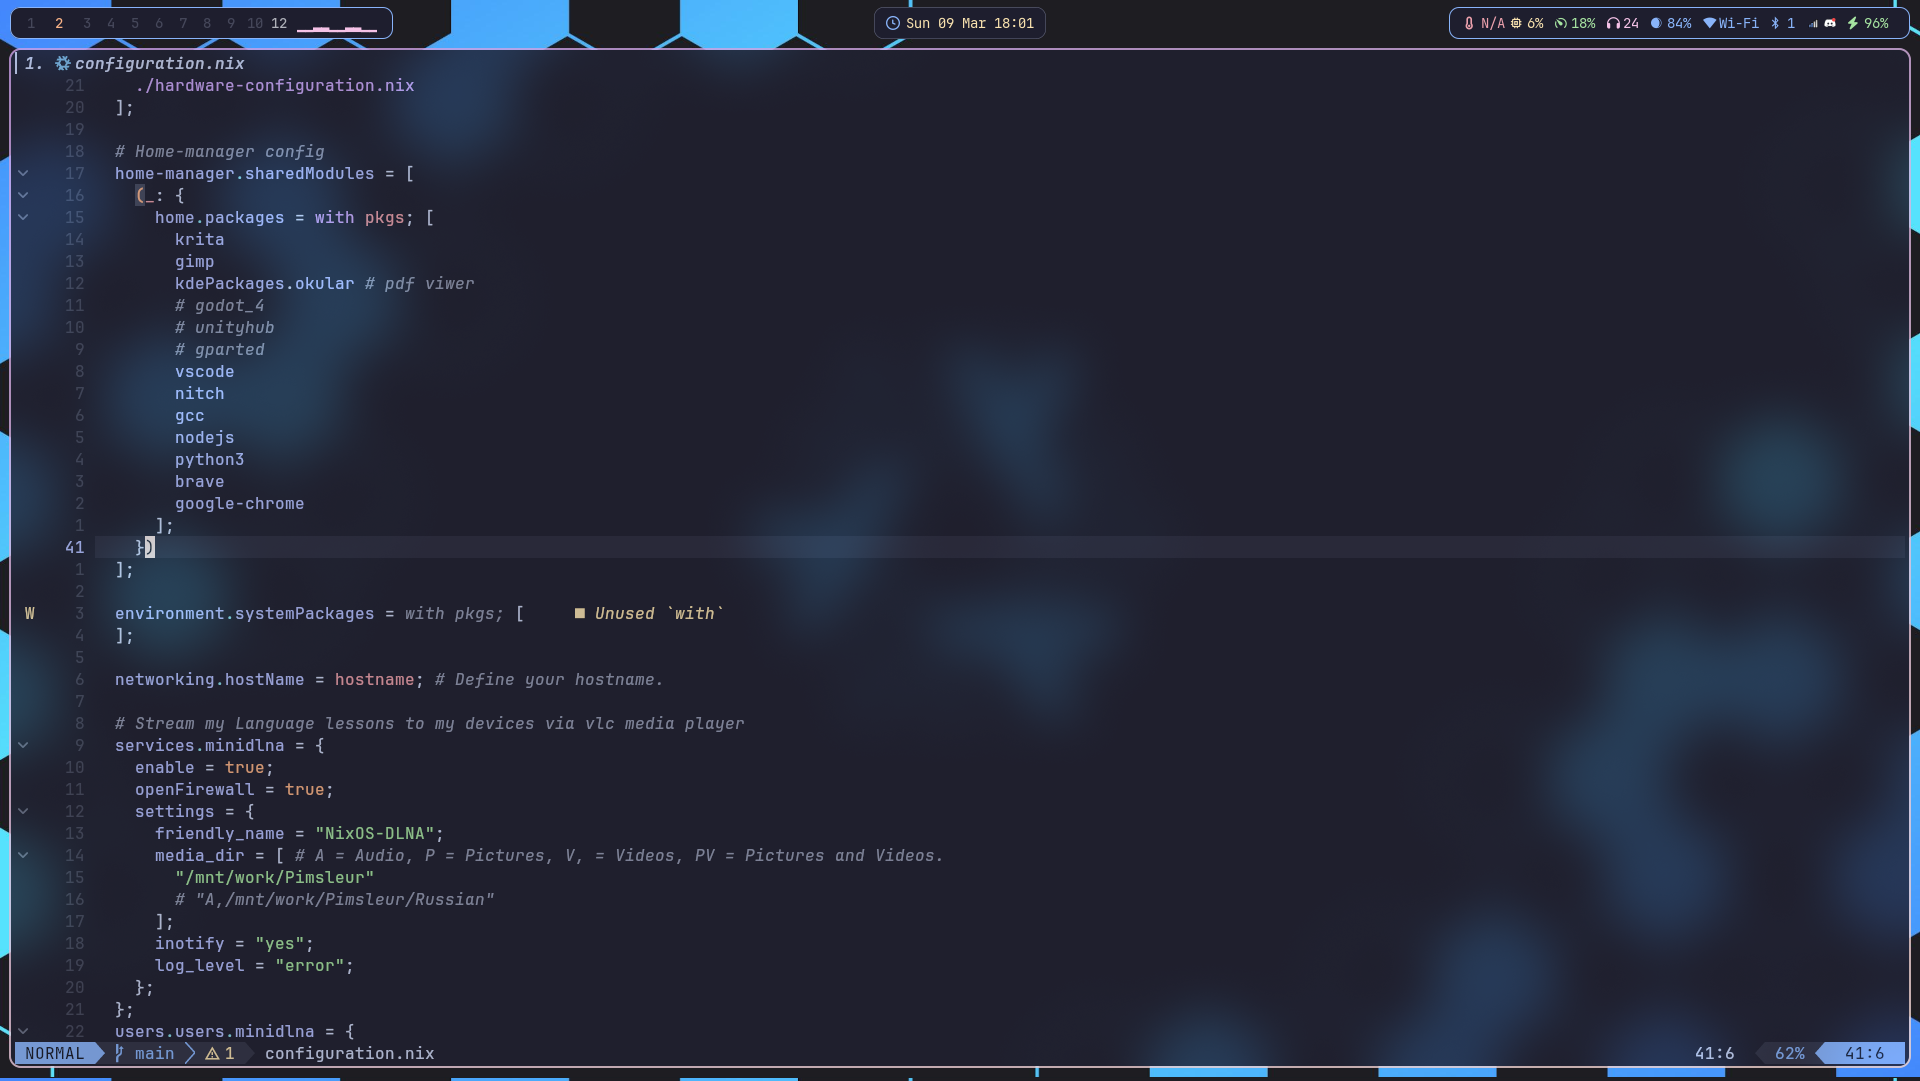 1 2 3 4 5 6 7 8 9 10 12
Sun 09 Mar 18:01
N/A 6% 18% 24 84% Wi-Fi 1 96%
1. configuration.nix
21 ./hardware-configuration.nix
20 ];
19
18 # Home-manager config
17 home-manager.sharedModules = [
16 (_: {
15 home.packages = with pkgs; [
14 krita
13 gimp
12 kdePackages.okular # pdf viwer
11 # godot_4
10 # unityhub
9 # gparted
8 vscode
7 nitch
6 gcc
5 nodejs
4 python3
3 brave
2 google-chrome
1 ];
41 })
1 ];
2
W 3 environment.systemPackages = with pkgs; [ ■ Unused `with`
4 ];
5
6 networking.hostName = hostname; # Define your hostname.
7
8 # Stream my Language lessons to my devices via vlc media player
9 services.minidlna = {
10 enable = true;
11 openFirewall = true;
12 settings = {
13 friendly_name = "NixOS-DLNA";
14 media_dir = [ # A = Audio, P = Pictures, V, = Videos, PV = Pictures and Videos.
15 "/mnt/work/Pimsleur"
16 # "A,/mnt/work/Pimsleur/Russian"
17 ];
18 inotify = "yes";
19 log_level = "error";
20 };
21 };
22 users.users.minidlna = {
NORMAL main 1 configuration.nix 41:6 62% 41:6